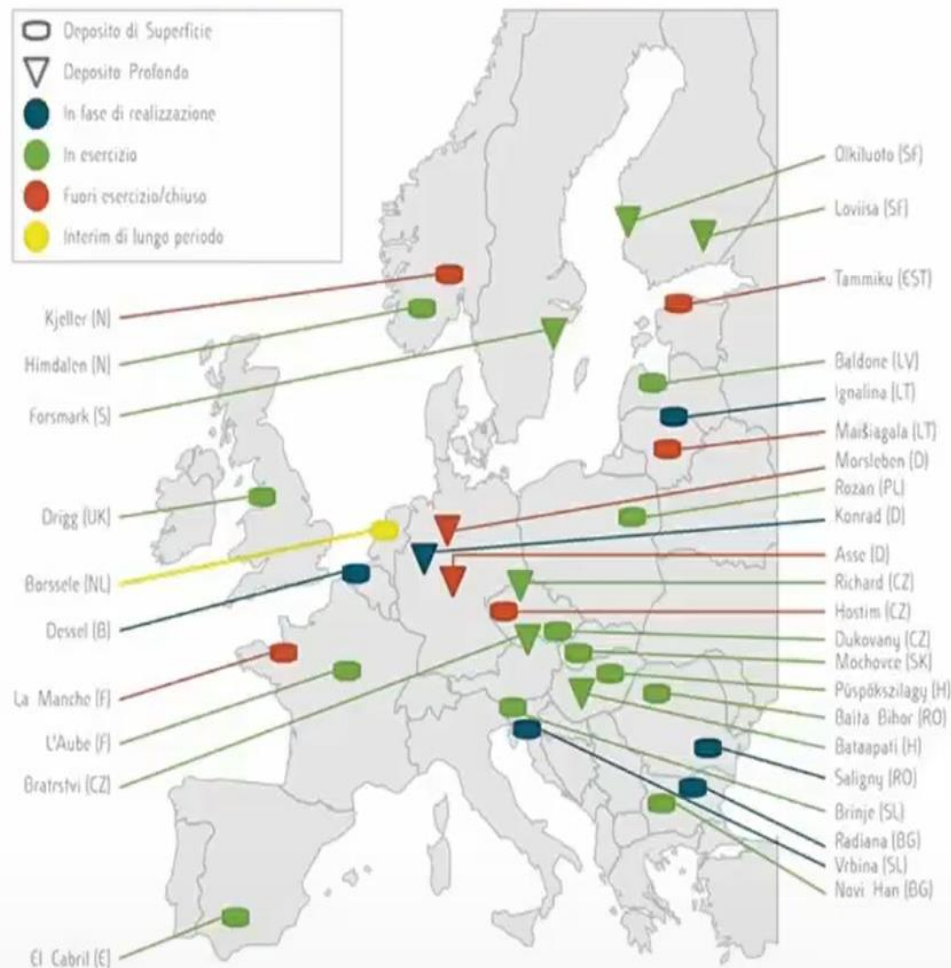 Deposito di Superficie
Deposito Profondo
In fase di realizzazione
In esercizio
Fuori esercizio/chiuso
Interim di lungo periodo
Kjeller (N)
Himdalen (N)
Forsmark (S)
Drigg (UK)
Borssele (NL)
Dessel (B)
La Manche (F)
L'Aube (F)
Bratrstvi (CZ)
El Cabril (E)
Olkiluoto (Sf)
Loviisa (Sf)
Tammiku (EST)
Baldone (LV)
Ignalina (LT)
Maišiagala (LT)
Morsleben (D)
Rozan (PL)
Konrad (D)
Asse (D)
Richard (CZ)
Hostim (CZ)
Dukovany (CZ)
Mochovce (SK)
Püspökszilagy (H)
Baita Bihor (RO)
Bataapati (H)
Saligny (RO)
Brinje (SL)
Radiana (BG)
Vrbina (SL)
Novi Han (BG)